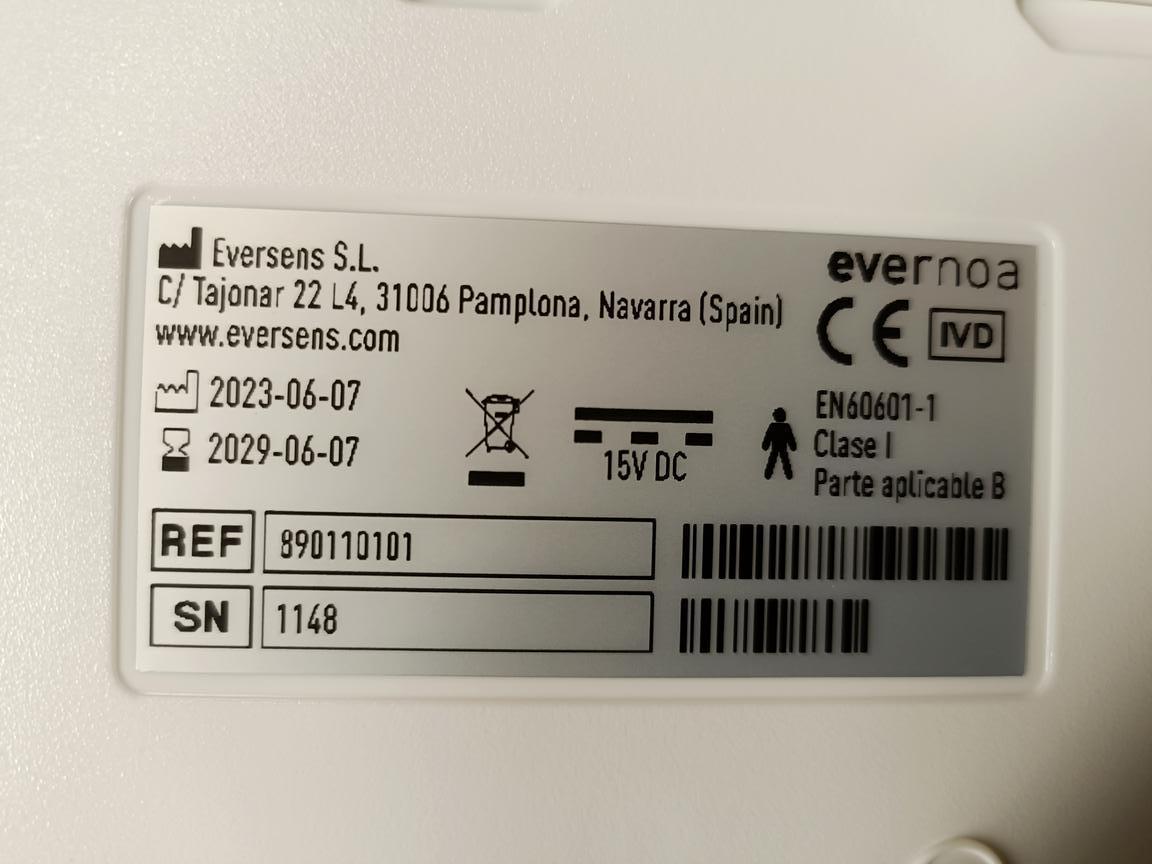 Eversens S.L.
C/ Tajonar 22 L4, 31006 Pamplona, Navarra (Spain)
www.eversens.com
evernoa
CE IVD
2023-06-07
2029-06-07
15V DC
EN60601-1
Clase I
Parte aplicable B
REF 890110101
SN 1148